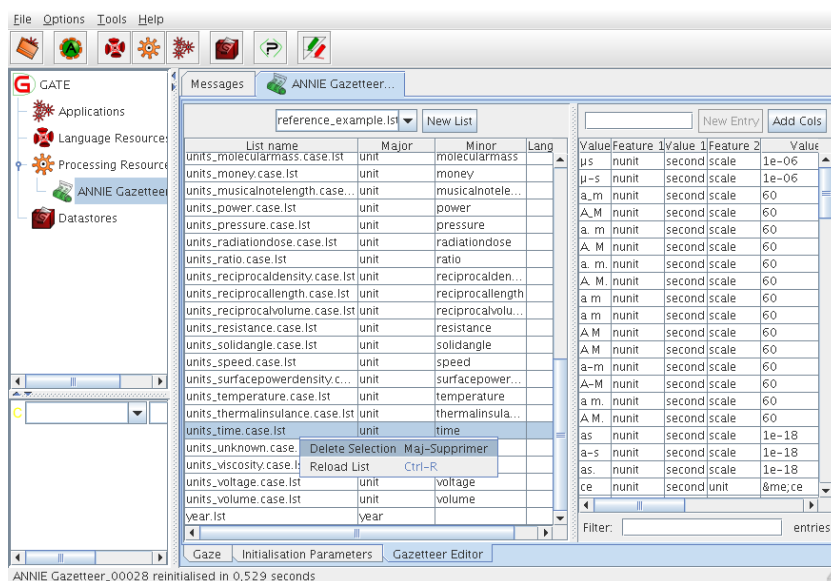 File Options Tools Help
GATE
Applications
Language Resource
Processing Resource
ANNIE Gazetteer
Datastores
C
Messages ANNIE Gazetteer...
reference_example.lst New List
List name Major Minor Lang
units_molecularmass.case.lst unit molecularmass
units_money.case.lst unit money
units_musicalnotelength.case... unit musicalnotele...
units_power.case.lst unit power
units_pressure.case.lst unit pressure
units_radiationdose.case.lst unit radiationdose
units_ratio.case.lst unit ratio
units_reciprocaldensity.case.lst unit reciprocalden...
units_reciprocallength.case.lst unit reciprocallength
units_reciprocalvolume.case.lst unit reciprocalvolu...
units_resistance.case.lst unit resistance
units_solidangle.case.lst unit solidangle
units_speed.case.lst unit speed
units_surfacepowerdensity.c... unit surfacepower...
units_temperature.case.lst unit temperature
units_thermalinsulance.case.lst unit thermalinsula...
units_time.case.lst unit time
units_unknown.case.
units_viscosity.case.l
units_voltage.case.lst unit voltage
units_volume.case.lst unit volume
year.lst year
Delete Selection Maj-Supprimer
Reload List Ctrl-R
New Entry Add Cols
Value Feature 1 Value 1 Feature 2 Value
µs nunit second scale 1e-06
µ-s nunit second scale 1e-06
a_m nunit second scale 60
A_M nunit second scale 60
a. m nunit second scale 60
A. M nunit second scale 60
a. m. nunit second scale 60
A. M. nunit second scale 60
a m nunit second scale 60
a m nunit second scale 60
A M nunit second scale 60
A M nunit second scale 60
a-m nunit second scale 60
A-M nunit second scale 60
a m. nunit second scale 60
A M. nunit second scale 60
as nunit second scale 1e-18
a-s nunit second scale 1e-18
as. nunit second scale 1e-18
ce nunit second unit &me;ce
Filter: entries
Gaze Initialisation Parameters Gazetteer Editor
ANNIE Gazetteer_00028 reinitialised in 0.529 seconds